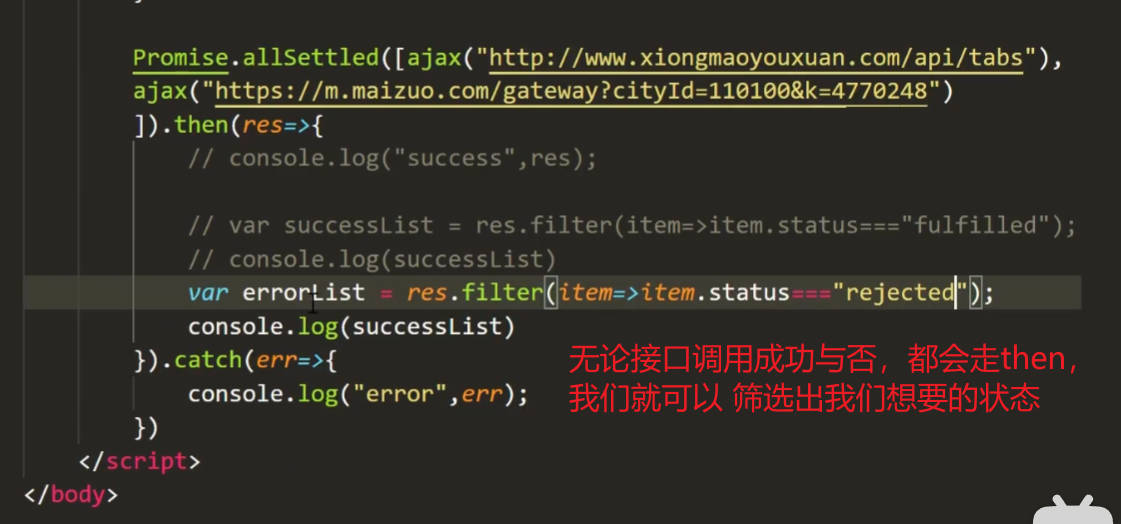 Promise.allSettled([ajax("http://www.xiongmaoyouxuan.com/api/tabs"),
ajax("https://m.maizuo.com/gateway?cityId=110100&k=4770248")
]).then(res=>{
// console.log("success",res);
// var successList = res.filter(item=>item.status==="fulfilled");
// console.log(successList)
var errorList = res.filter(item=>item.status==="rejected");
console.log(successList)
}).catch(err=>{
无论接口调用成功与否，都会走then，
console.log("error",err);
我们就可以 筛选出我们想要的状态
})
</script>
</body>